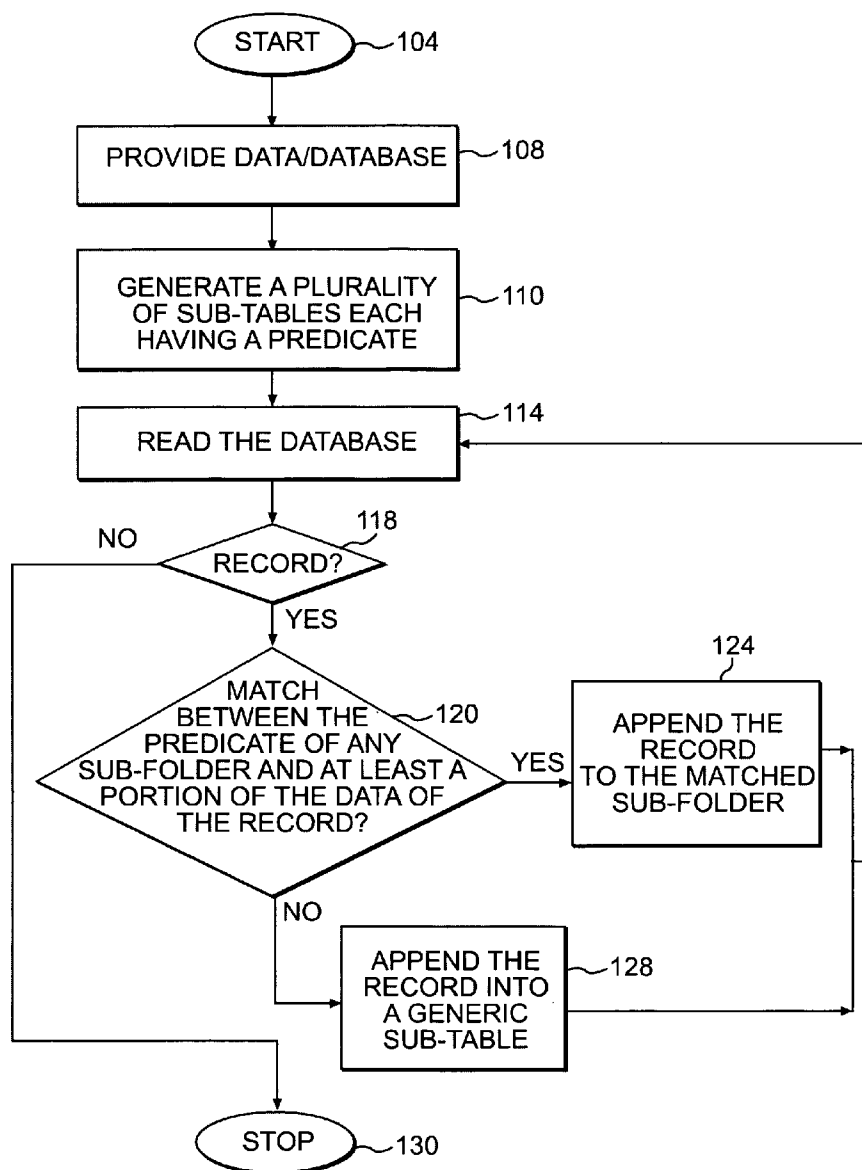 START
104
PROVIDE DATA/DATABASE
108
GENERATE A PLURALITY
OF SUB-TABLES EACH
HAVING A PREDICATE
110
114
READ THE DATABASE
118
NO
RECORD?
YES
MATCH
BETWEEN THE
PREDICATE OF ANY
SUB-FOLDER AND AT LEAST A
PORTION OF THE DATA OF
THE RECORD?
120
YES
124
APPEND THE
RECORD
TO THE MATCHED
SUB-FOLDER
NO
APPEND THE
RECORD INTO
A GENERIC
SUB-TABLE
128
STOP
130